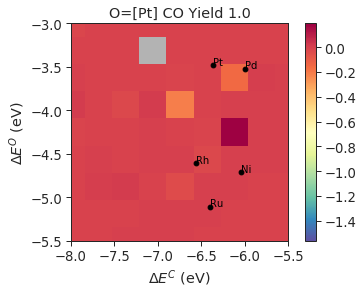 O=[Pt] CO Yield 1.0
−3.0
−3.5
−4.0
−4.5
−5.0
−5.5
ΔE^O (eV)
Pt
Pd
Rh
Ni
Ru
−8.0 −7.5 −7.0 −6.5 −6.0 −5.5
ΔE^C (eV)
0.0
−0.2
−0.4
−0.6
−0.8
−1.0
−1.2
−1.4